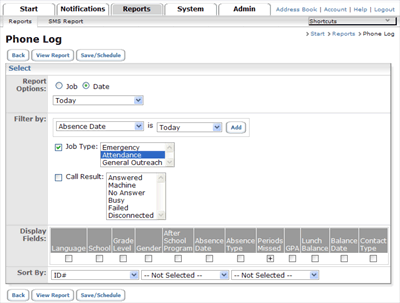 Start Notifications Reports System Admin Address Book | Account | Help | Logout
Reports SMS Report Shortcuts
> Start > Reports > Phone Log
Phone Log
Back View Report Save/Schedule
Select
Report Options: Job Date
Today
Filter by: Absence Date is Today Add
Job Type: Emergency
Attendance
General Outreach
Call Result: Answered
Machine
No Answer
Busy
Failed
Disconnected
Display Fields: Language School Grade Level Gender After School Program Absence Date Absence Type Periods Missed GPA Lunch Balance Balance Date Contact Type
Sort By: ID# -- Not Selected -- -- Not Selected --
Back View Report Save/Schedule